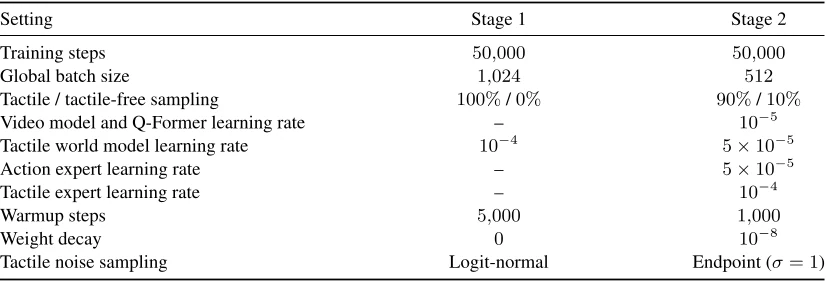 Setting Stage 1 Stage 2
Training steps 50,000 50,000
Global batch size 1,024 512
Tactile / tactile-free sampling 100% / 0% 90% / 10%
Video model and Q-Former learning rate – 10⁻⁵
Tactile world model learning rate 10⁻⁴ 5 × 10⁻⁵
Action expert learning rate – 5 × 10⁻⁵
Tactile expert learning rate – 10⁻⁴
Warmup steps 5,000 1,000
Weight decay 0 10⁻⁸
Tactile noise sampling Logit-normal Endpoint (σ = 1)